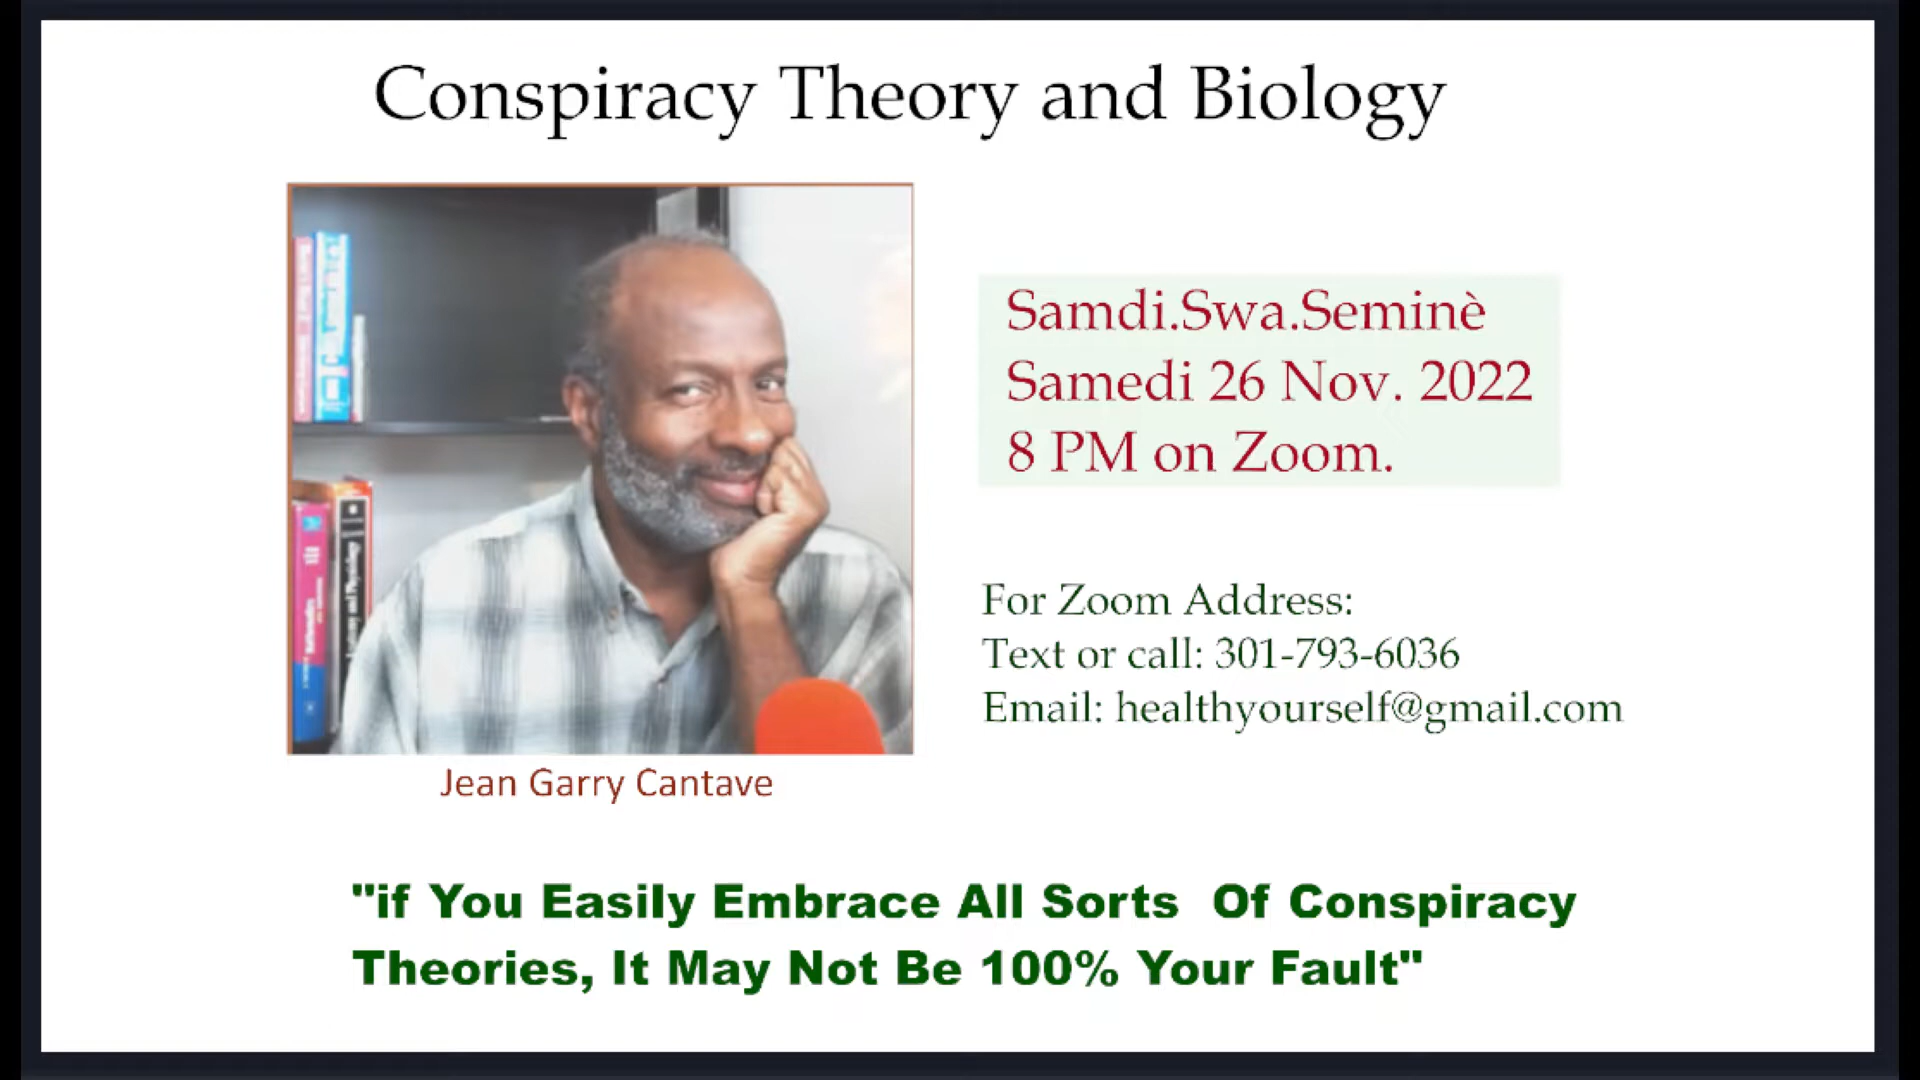 Conspiracy Theory and Biology
Samdi.Swa.Seminè
Samedi 26 Nov. 2022
8 PM on Zoom.
For Zoom Address:
Text or call: 301-793-6036
Email: healthyourself@gmail.com
Jean Garry Cantave
"if You Easily Embrace All Sorts  Of Conspiracy
Theories, It May Not Be 100% Your Fault"